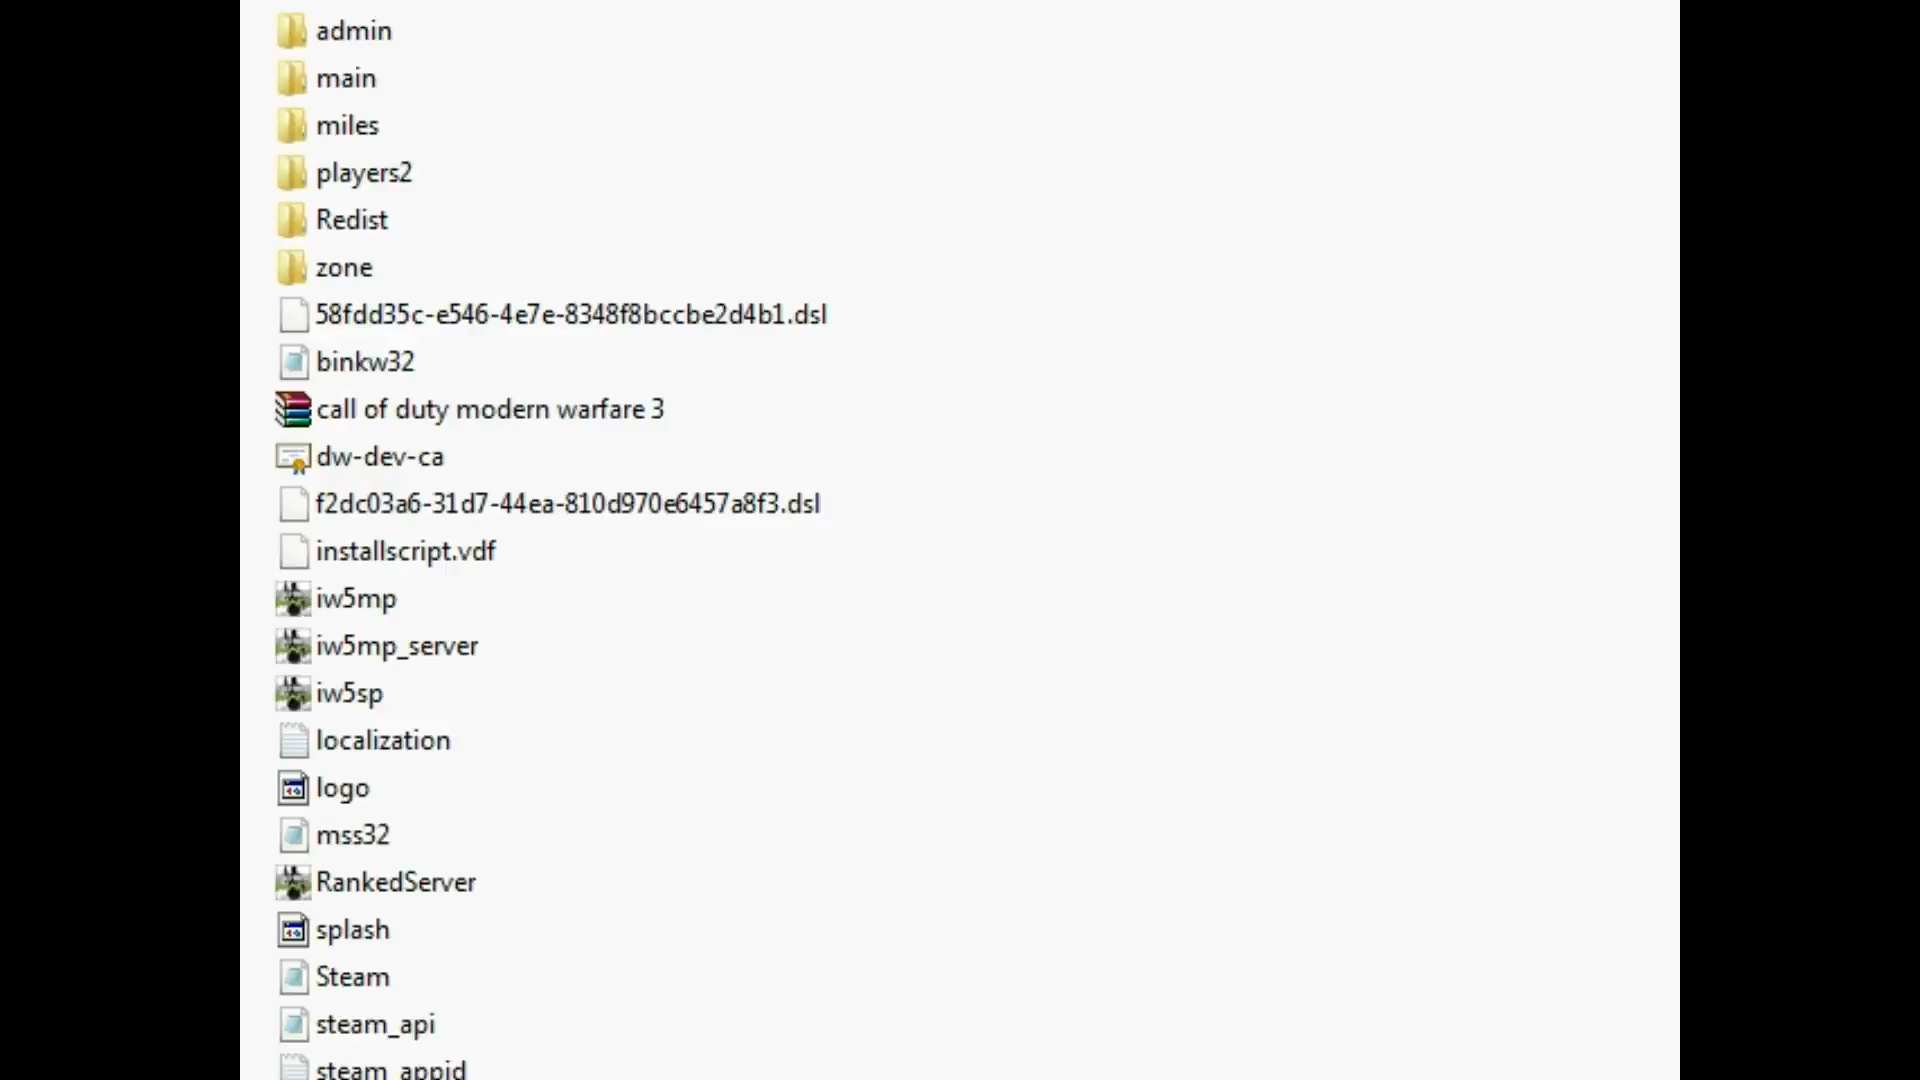 admin
main
miles
players2
Redist
zone
58fdd35c-e546-4e7e-8348f8bccbe2d4b1.dsl
binkw32
call of duty modern warfare 3
dw-dev-ca
f2dc03a6-31d7-44ea-810d970e6457a8f3.dsl
installscript.vdf
iw5mp
iw5mp_server
iw5sp
localization
logo
mss32
RankedServer
splash
Steam
steam_api
steam_appid